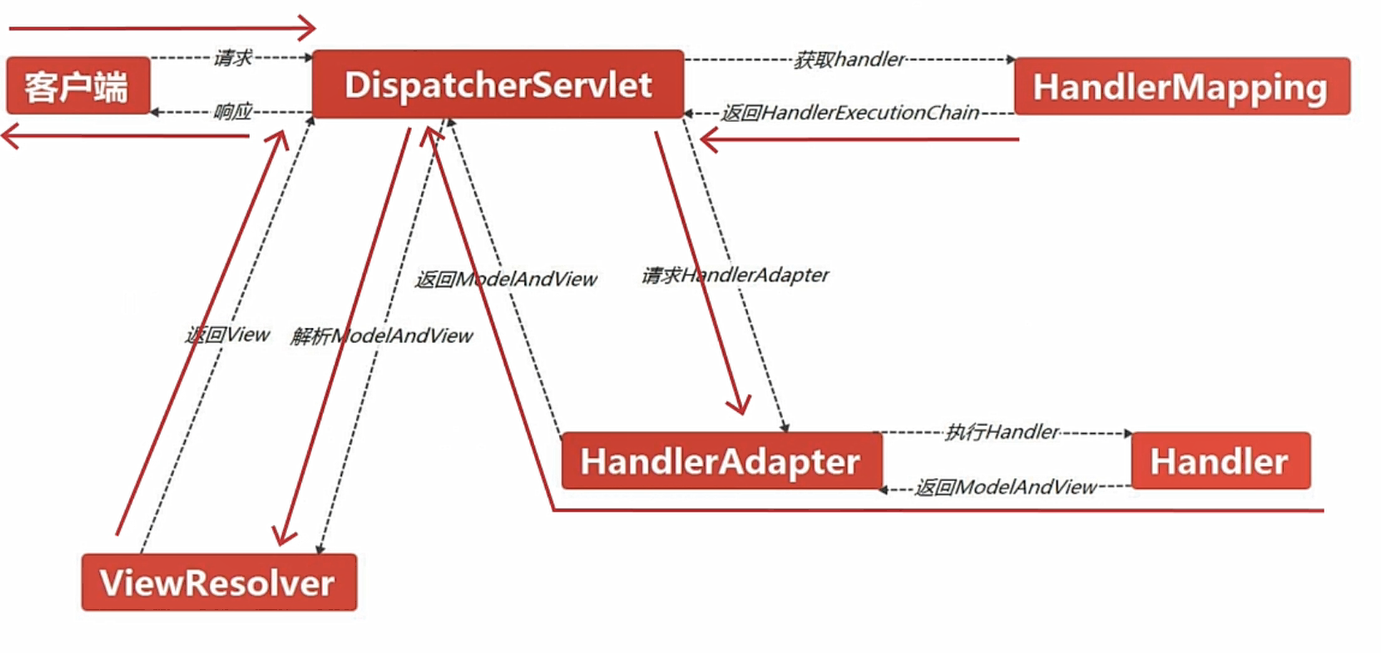 请求
获取handler
客户端
DispatcherServlet
HandlerMapping
响应
返回HandlerExecutionChain
返回ModelAndView
请求HandlerAdapter
返回View
解析ModelAndView
执行Handler
HandlerAdapter
Handler
返回ModelAndView
ViewResolver